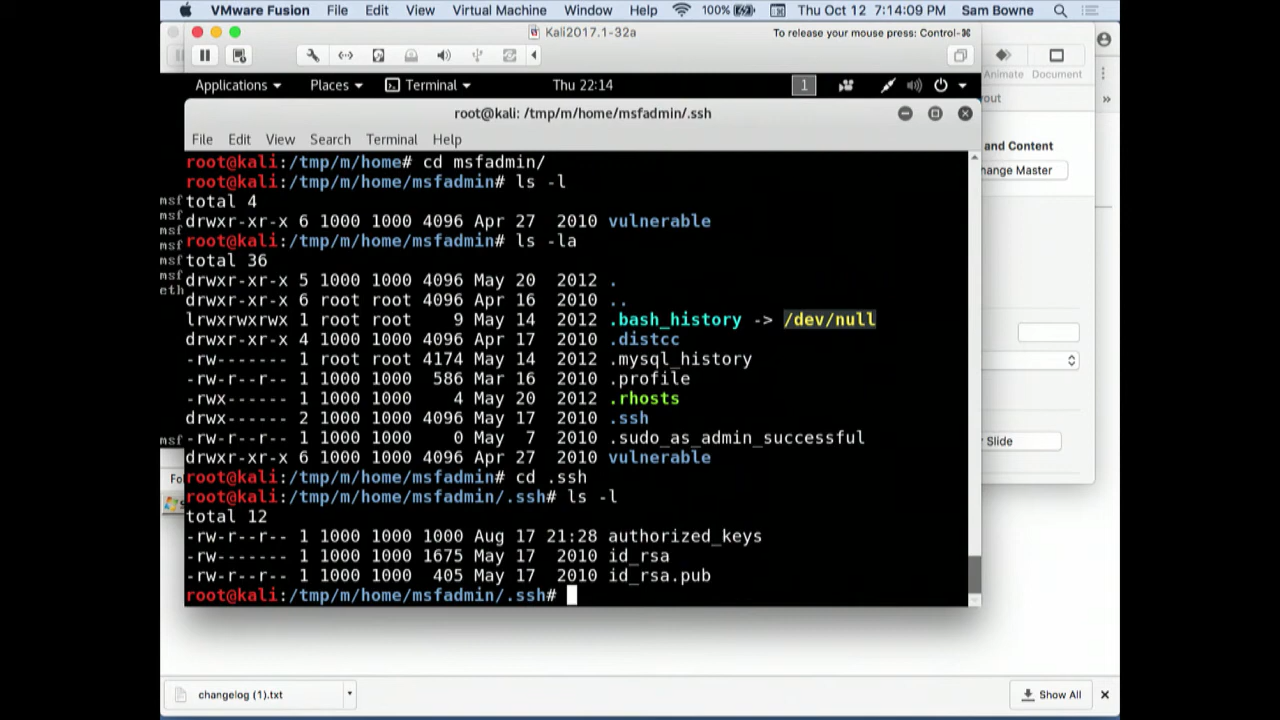 VMware Fusion File Edit View Virtual Machine Window Help 100% Thu Oct 12 7:14:09 PM Sam Bowne
Kali2017.1-32a To release your mouse press: Control-⌘
Animate Document
Applications Places Terminal Thu 22:14 1
out
root@kali: /tmp/m/home/msfadmin/.ssh
File Edit View Search Terminal Help
and Content
ange Master
root@kali:/tmp/m/home# cd msfadmin/
root@kali:/tmp/m/home/msfadmin# ls -l
total 4
drwxr-xr-x 6 1000 1000 4096 Apr 27 2010 vulnerable
root@kali:/tmp/m/home/msfadmin# ls -la
total 36
drwxr-xr-x 5 1000 1000 4096 May 20 2012 .
drwxr-xr-x 6 root root 4096 Apr 16 2010 ..
lrwxrwxrwx 1 root root 9 May 14 2012 .bash_history -> /dev/null
drwxr-xr-x 4 1000 1000 4096 Apr 17 2010 .distcc
-rw------- 1 root root 4174 May 14 2012 .mysql_history
-rw-r--r-- 1 1000 1000 586 Mar 16 2010 .profile
-rwx------ 1 1000 1000 4 May 20 2012 .rhosts
drwx------ 2 1000 1000 4096 May 17 2010 .ssh
-rw-r--r-- 1 1000 1000 0 May 7 2010 .sudo_as_admin_successful
drwxr-xr-x 6 1000 1000 4096 Apr 27 2010 vulnerable
root@kali:/tmp/m/home/msfadmin# cd .ssh
root@kali:/tmp/m/home/msfadmin/.ssh# ls -l
total 12
-rw-r--r-- 1 1000 1000 1000 Aug 17 21:28 authorized_keys
-rw------- 1 1000 1000 1675 May 17 2010 id_rsa
-rw-r--r-- 1 1000 1000 405 May 17 2010 id_rsa.pub
root@kali:/tmp/m/home/msfadmin/.ssh#
msf
msf
msf
msf
msf
msf
eth
msf
Fo
Slide
changelog (1).txt
Show All